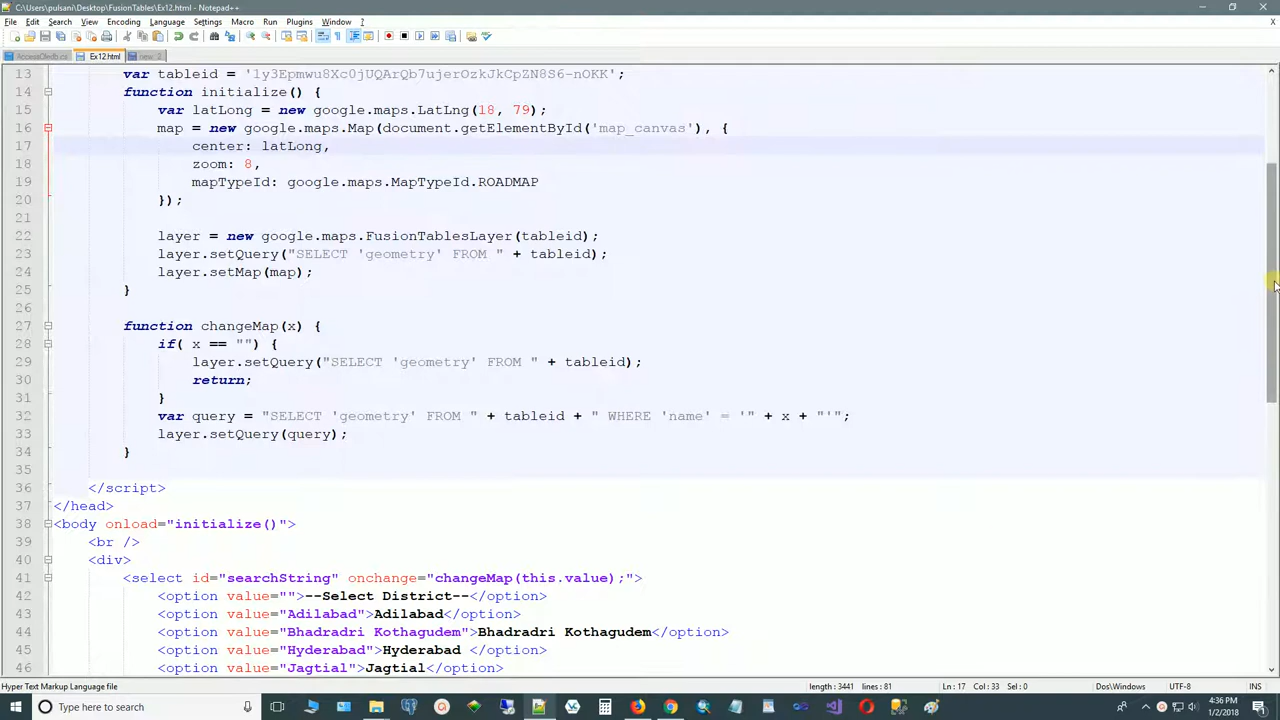 C:\Users\pulsani\Desktop\FusionTables\Ex12.html - Notepad++
File Edit Search View Encoding Language Settings Macro Run Plugins Window ?
AccessOledb.cs Ex12.html new 2
13 var tableid = '1y3Epmwu8Xc0jUQArQb7ujerOzkJkCpZN8S6-nOKK';
14 function initialize() {
15 var latLong = new google.maps.LatLng(18, 79);
16 map = new google.maps.Map(document.getElementById('map_canvas'), {
17 center: latLong,
18 zoom: 8,
19 mapTypeId: google.maps.MapTypeId.ROADMAP
20 });
21
22 layer = new google.maps.FusionTablesLayer(tableid);
23 layer.setQuery("SELECT 'geometry' FROM " + tableid);
24 layer.setMap(map);
25 }
26
27 function changeMap(x) {
28 if( x == "") {
29 layer.setQuery("SELECT 'geometry' FROM " + tableid);
30 return;
31 }
32 var query = "SELECT 'geometry' FROM " + tableid + " WHERE 'name' = '" + x + "'";
33 layer.setQuery(query);
34 }
35
36 </script>
37 </head>
38 <body onload="initialize()">
39 <br />
40 <div>
41 <select id="searchString" onchange="changeMap(this.value);">
42 <option value="">--Select District--</option>
43 <option value="Adilabad">Adilabad</option>
44 <option value="Bhadradri Kothagudem">Bhadradri Kothagudem</option>
45 <option value="Hyderabad">Hyderabad </option>
46 <option value="Jagtial">Jagtial</option>
Hyper Text Markup Language file length : 3441 lines : 81 Ln : 17 Col : 33 Sel : 0 Dos\Windows UTF-8 INS
Type here to search
4:36 PM
1/2/2018